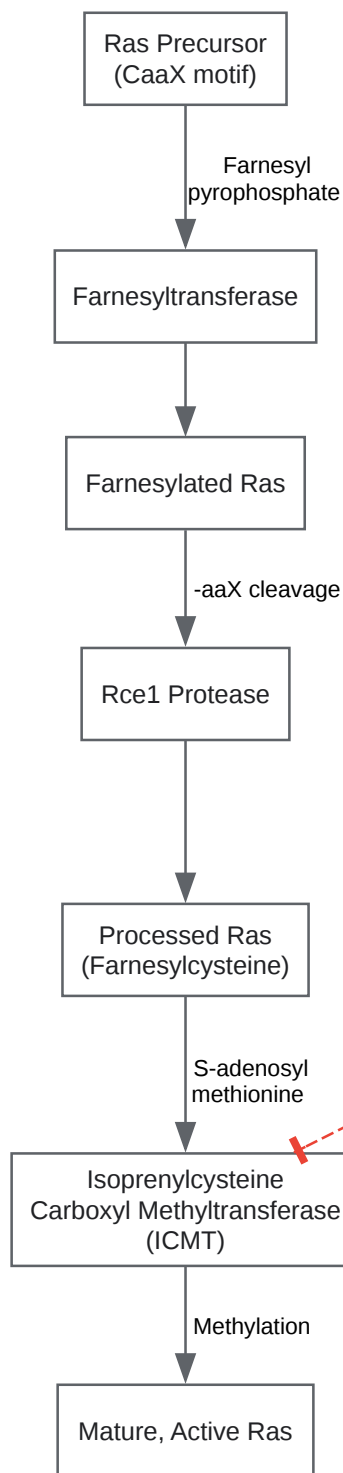 Ras Precursor
(CaaX motif)
Farnesyl
pyrophosphate
Farnesyltransferase
Farnesylated Ras
-aaX cleavage
Rce1 Protease
Processed Ras
(Farnesylcysteine)
S-adenosyl
methionine
Isoprenylcysteine
Carboxyl Methyltransferase
(ICMT)
Methylation
Mature, Active Ras